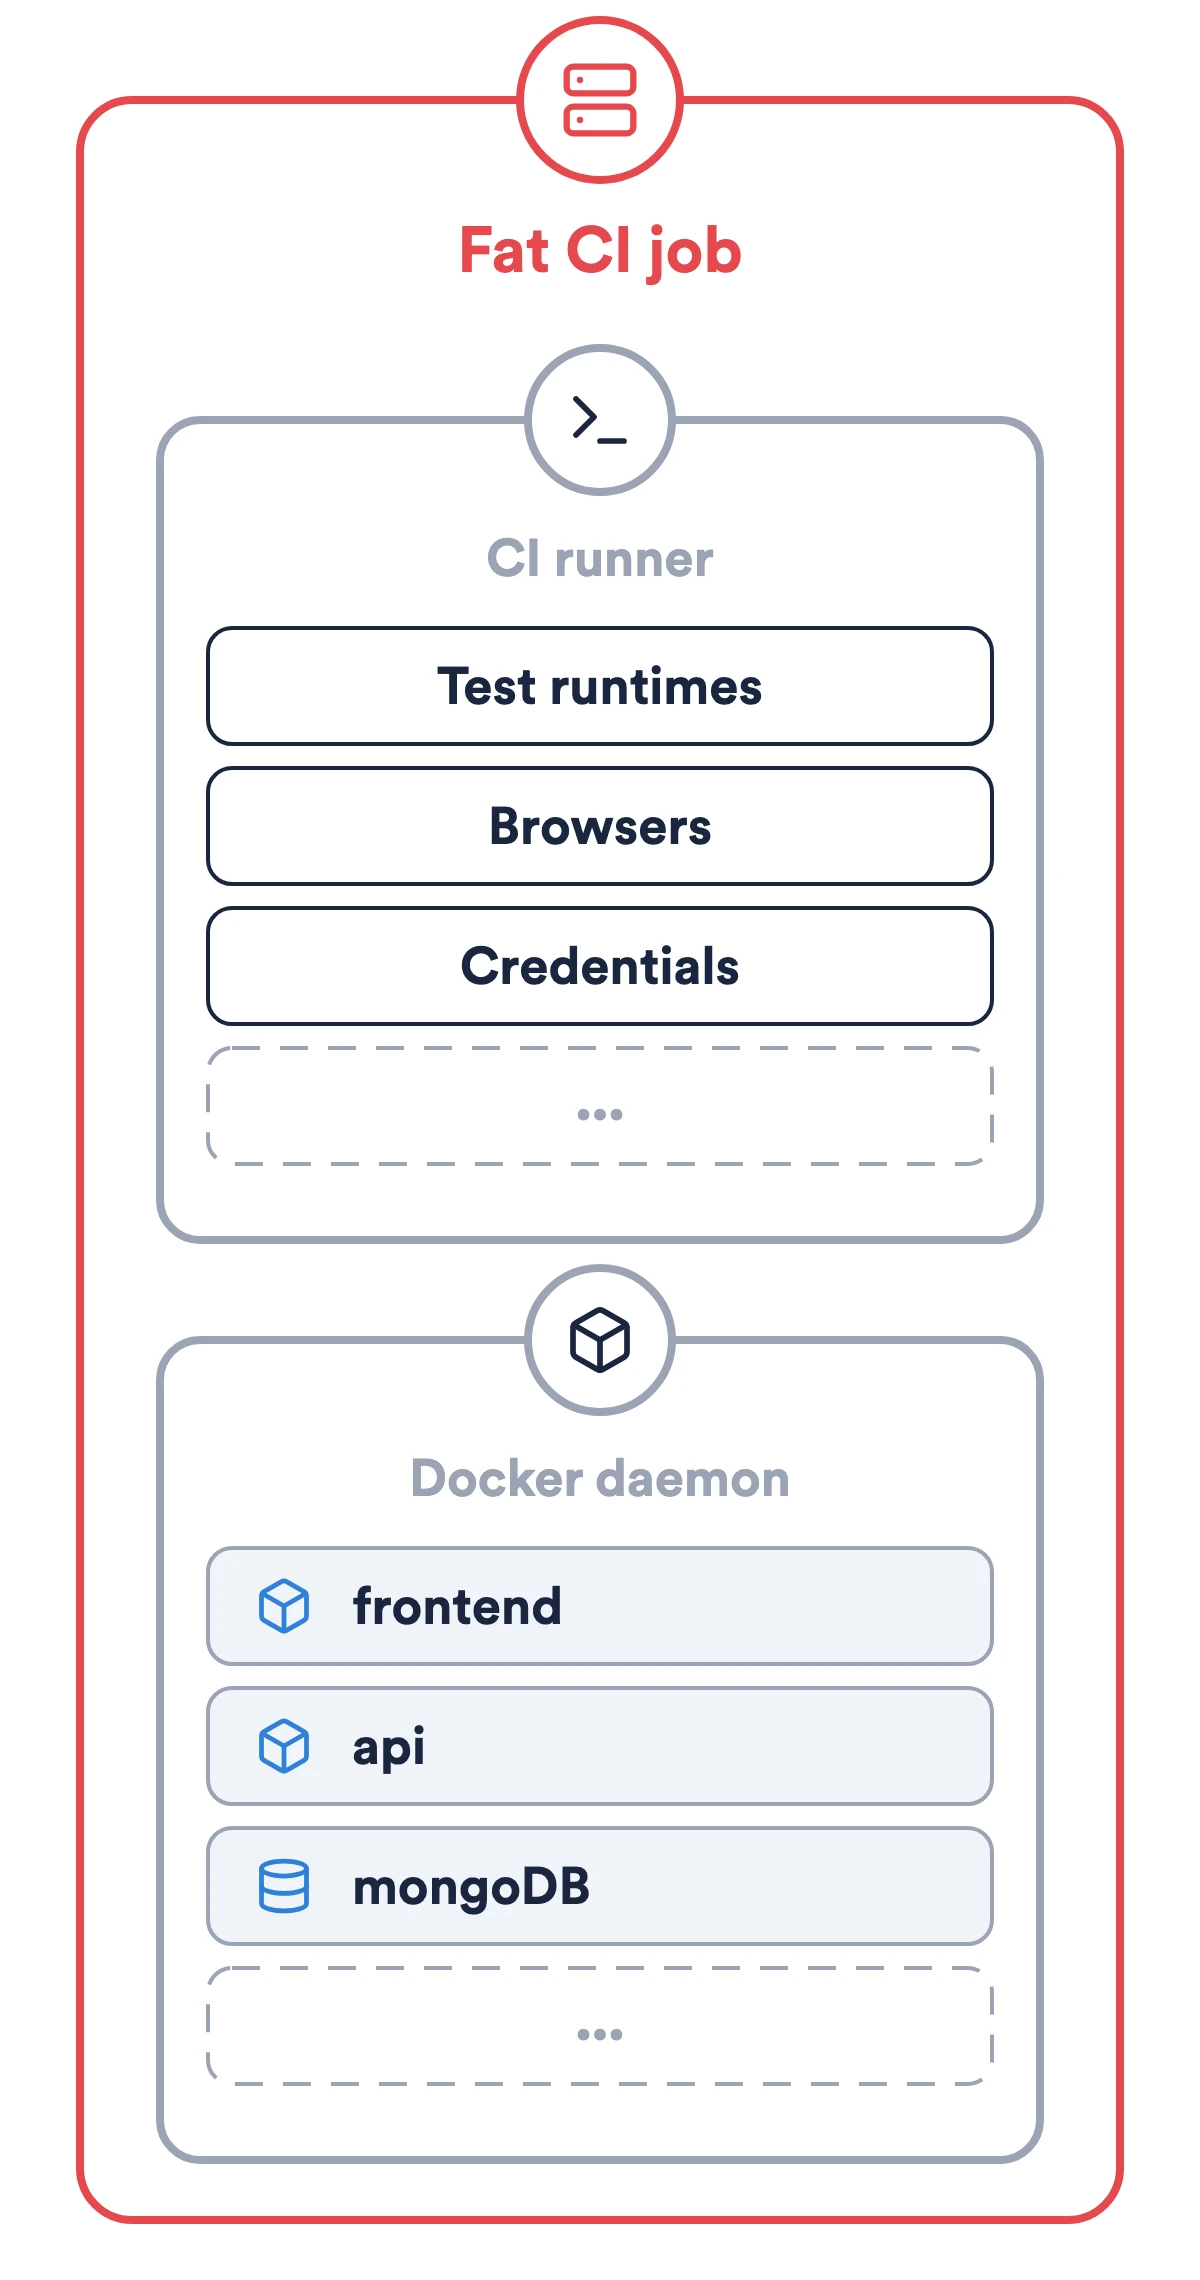 Fat CI job
CI runner
Test runtimes
Browsers
Credentials
...
Docker daemon
frontend
api
mongoDB
...